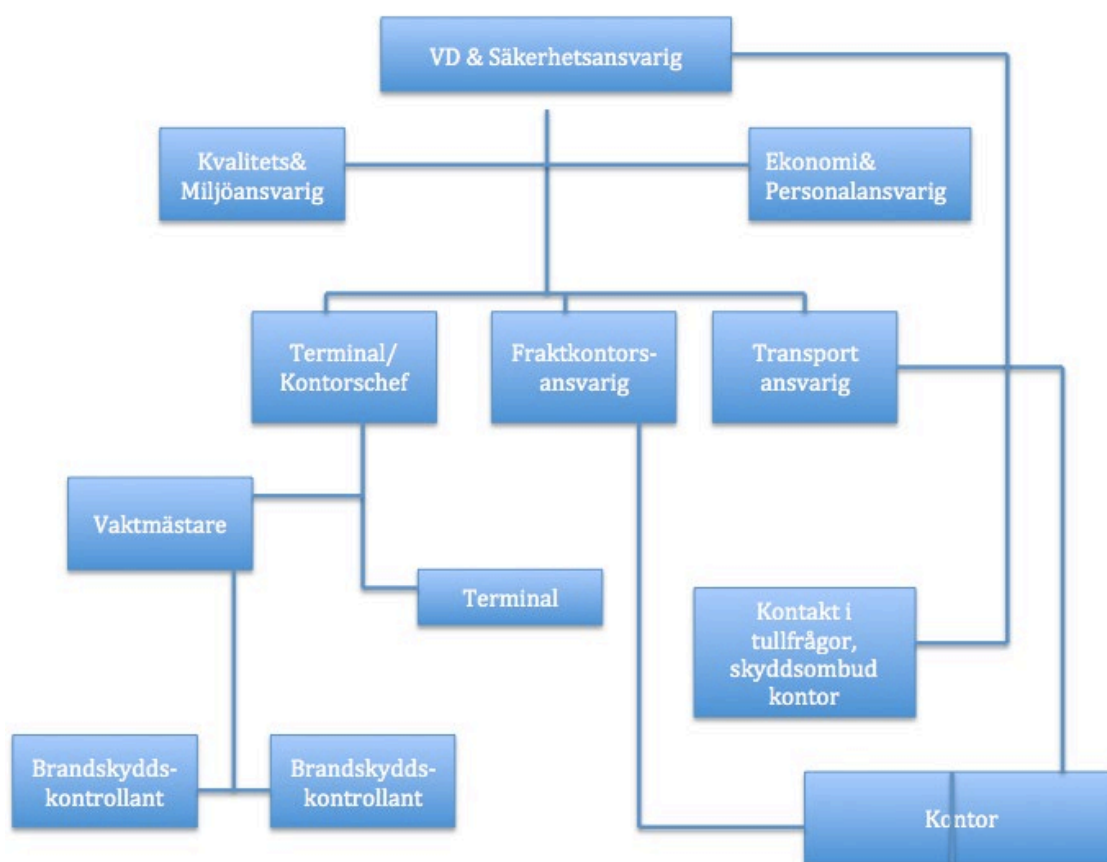 VD & Säkerhetsansvarig
Kvalitets&
Miljöansvarig
Ekonomi&
Personalansvarig
Terminal/
Kontorschef
Fraktkontors-
ansvarig
Transport
ansvarig
Vaktmästare
Terminal
Kontakt i
tullfrågor,
skyddsombud
kontor
Brandskydds-
kontrollant
Brandskydds-
kontrollant
Kontor